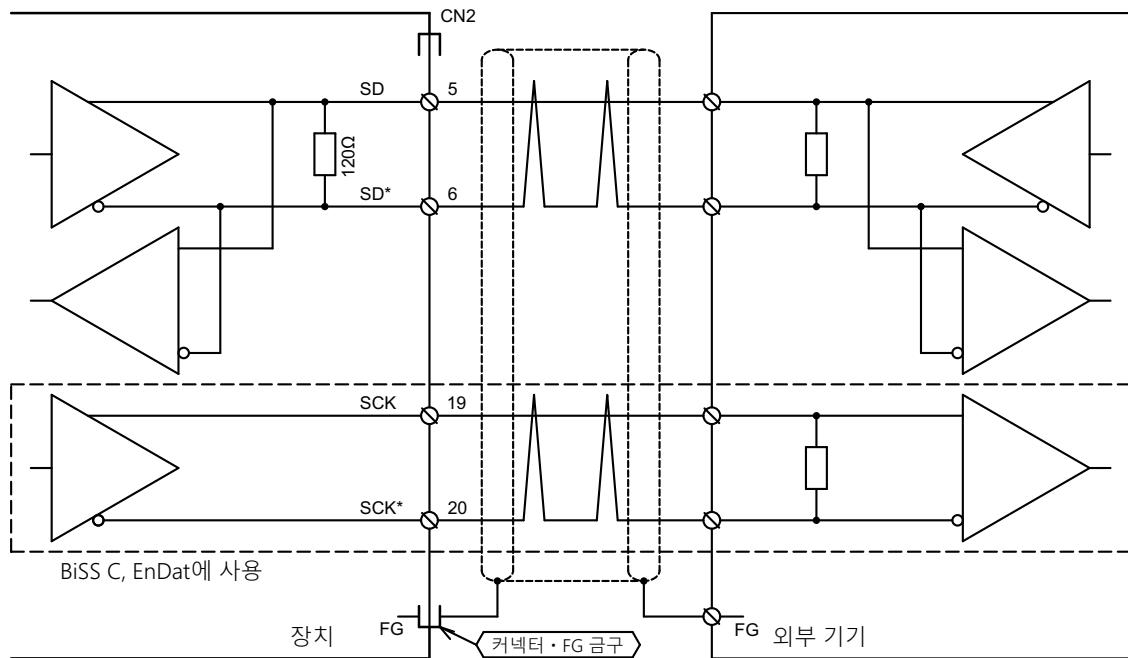 CN2
SD
5
120Ω
SD*
6
SCK
19
SCK*
20
BiSS C, EnDat에 사용
장치
FG
커넥터・FG 금구
FG
외부 기기